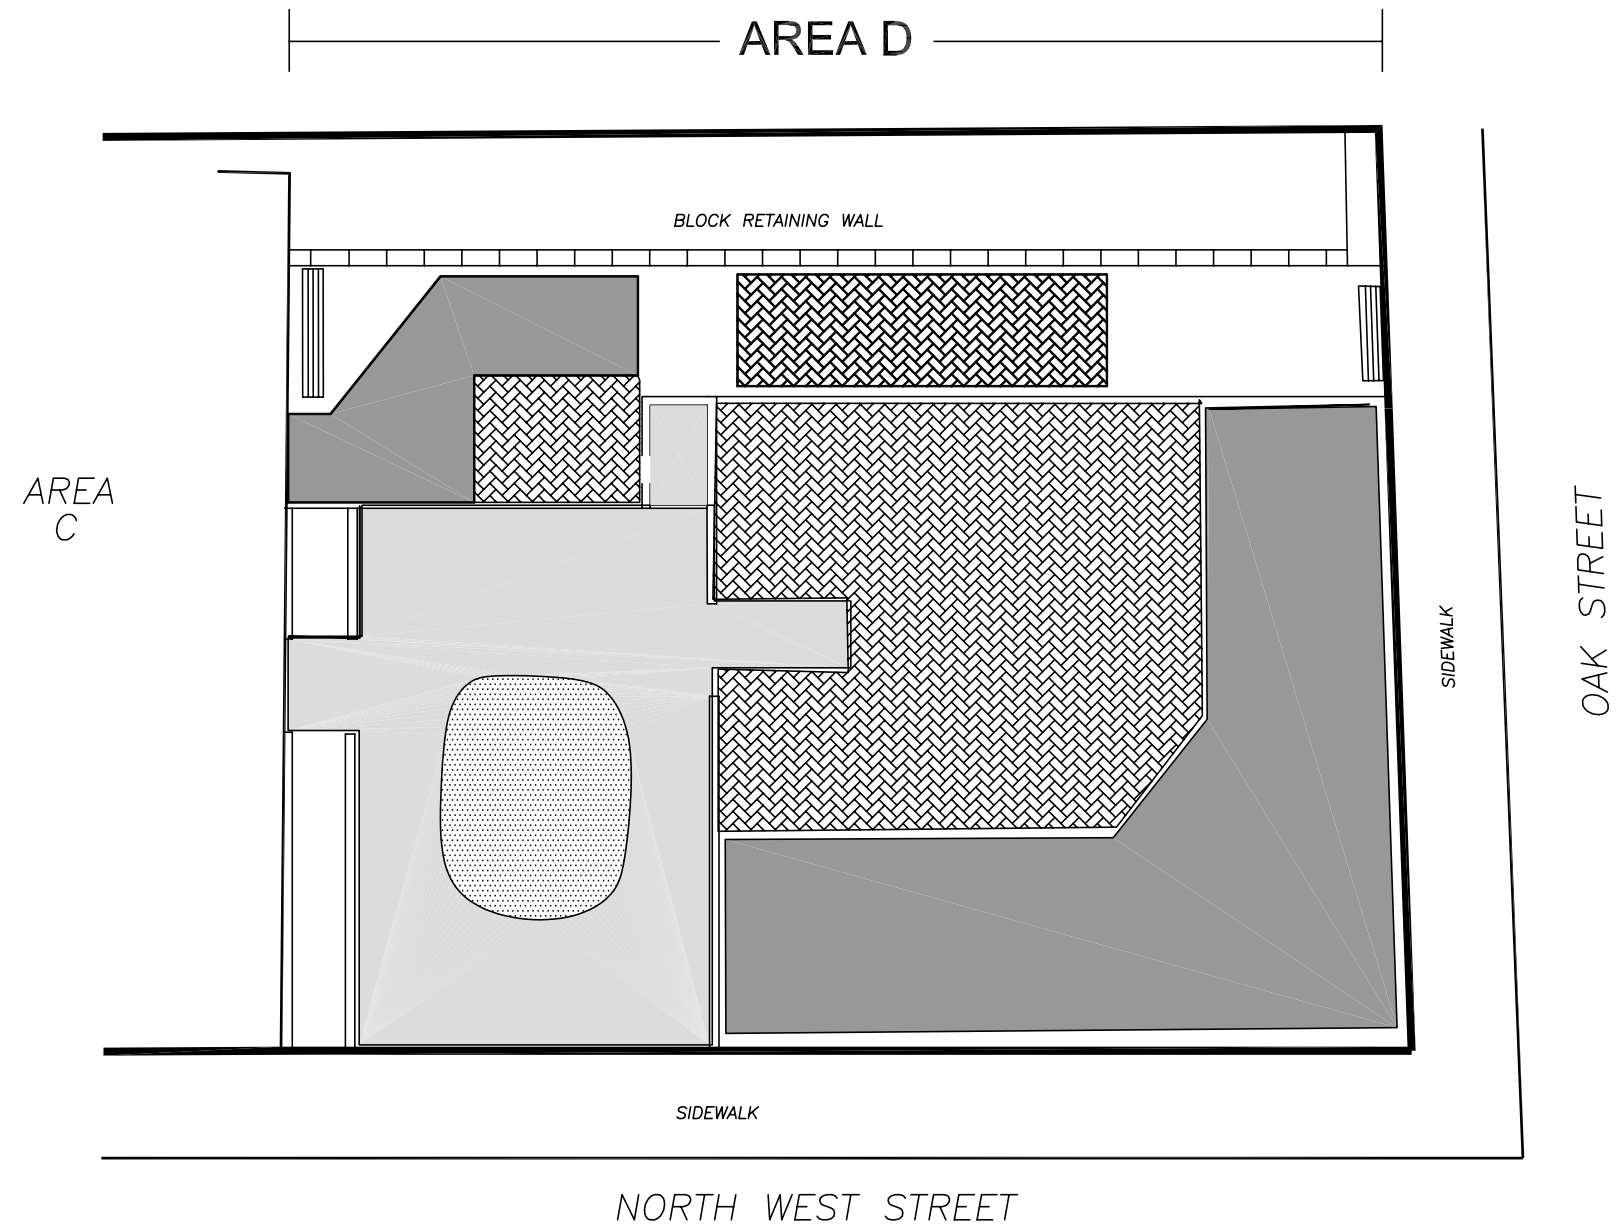 AREA D
BLOCK RETAINING WALL
AREA
C
OAK STREET
SIDEWALK
SIDEWALK
NORTH WEST STREET